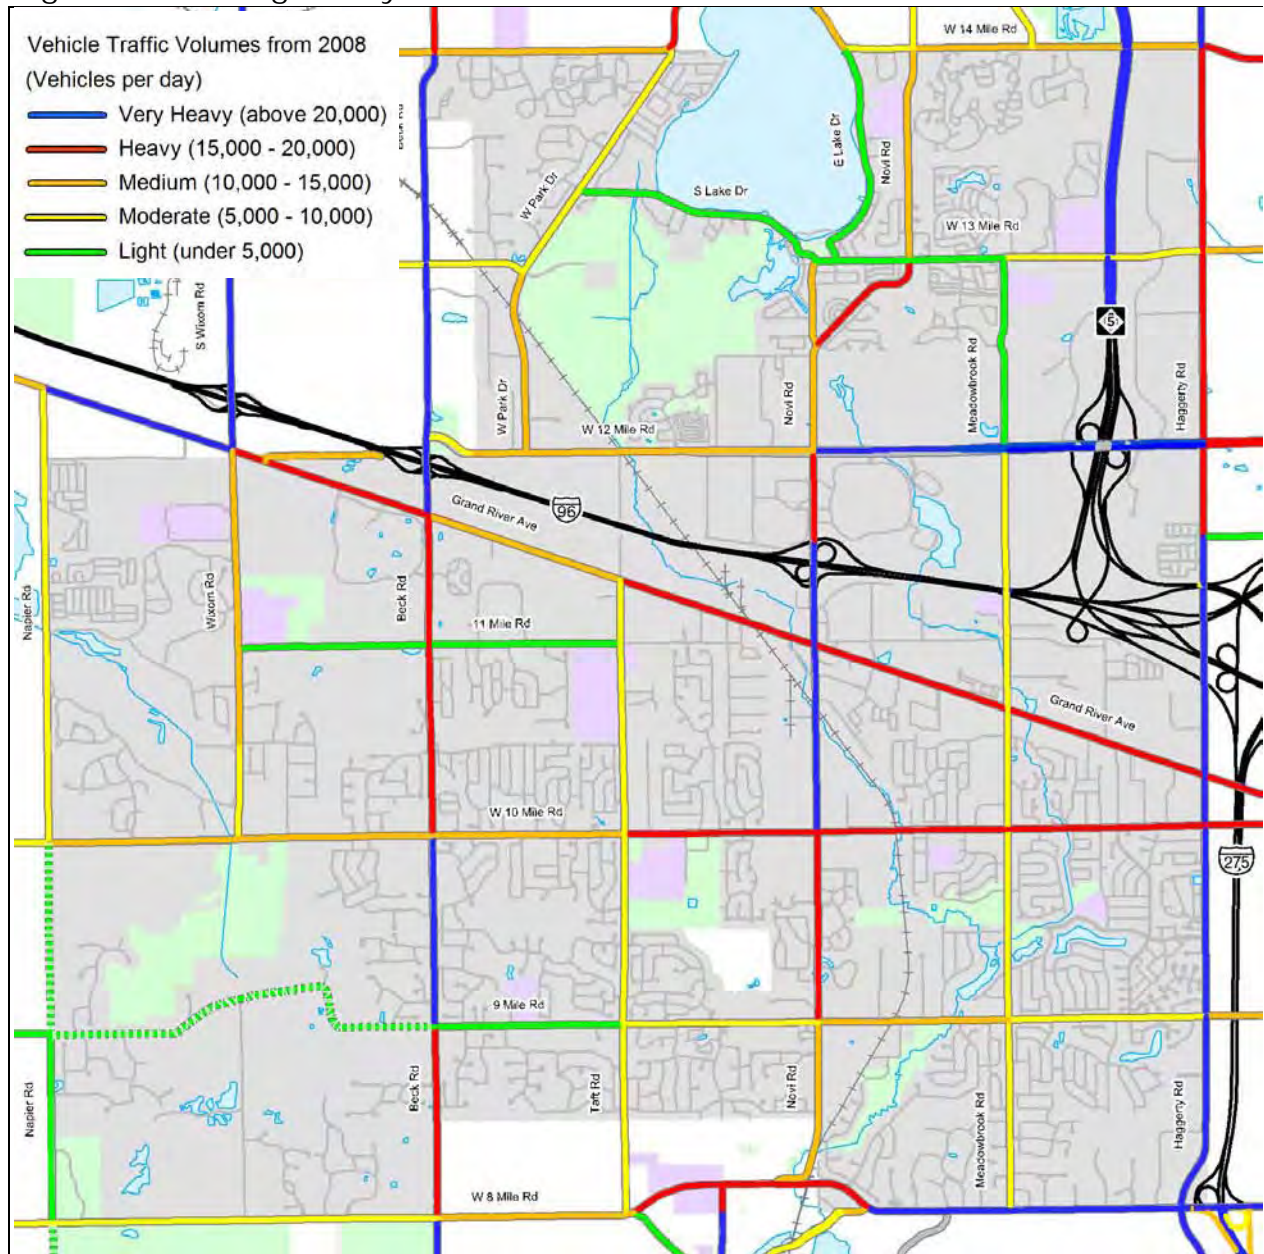 Vehicle Traffic Volumes from 2008
(Vehicles per day)
Very Heavy (above 20,000)
Heavy (15,000 - 20,000)
Medium (10,000 - 15,000)
Moderate (5,000 - 10,000)
Light (under 5,000)
W 14 Mile Rd
Beck Rd
E Lake Dr
Novi Rd
W Park Dr
S Lake Dr
W 13 Mile Rd
S Wixom Rd
5
W Park Dr
W 12 Mile Rd
Novi Rd
Meadowbrook Rd
Haggerty Rd
Grand River Ave
96
Napier Rd
Wixom Rd
Beck Rd
11 Mile Rd
Grand River Ave
W 10 Mile Rd
275
9 Mile Rd
Napier Rd
Beck Rd
Taft Rd
Novi Rd
Meadowbrook Rd
Haggerty Rd
W 8 Mile Rd